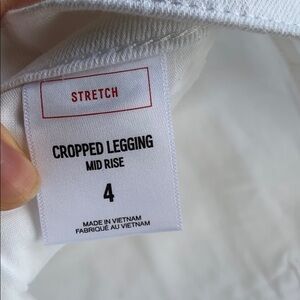 STRETCH
CROPPED LEGGING
MID RISE
4
MADE IN VIETNAM
FABRIQUÉ AU VIETNAM